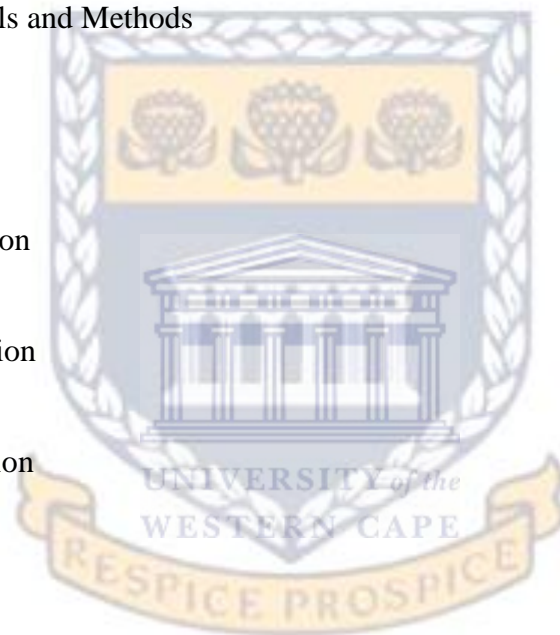 ls and Methods
on
ion
ion
UNIVERSITY of the
WESTERN CAPE
RESPICE PROSPICE